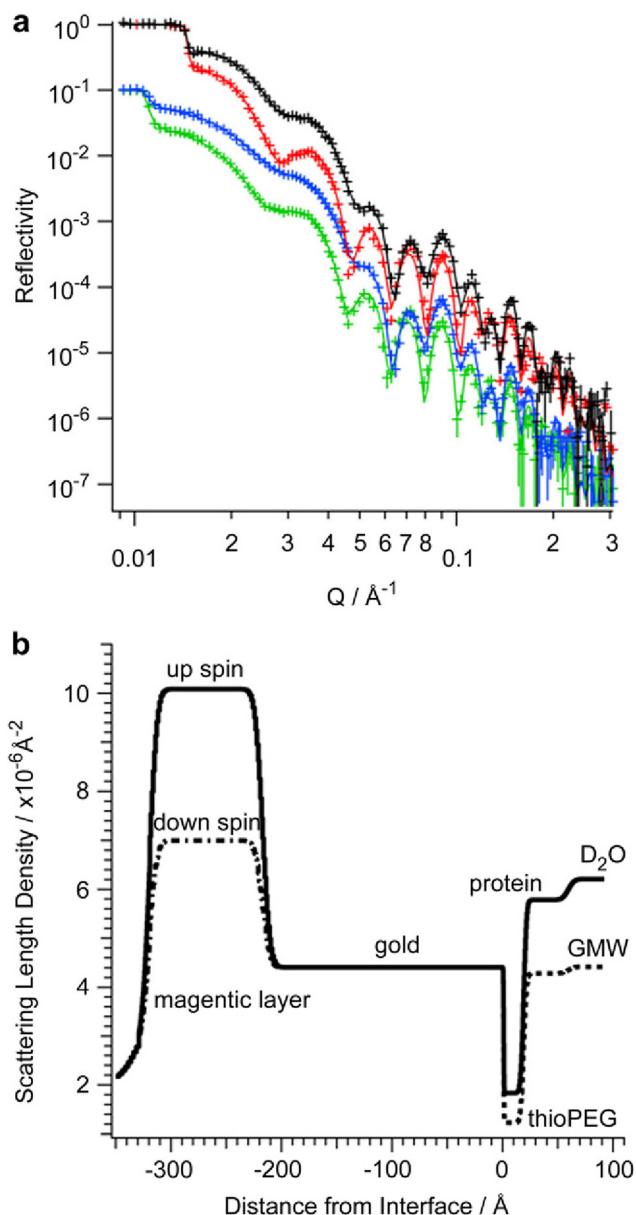 a
10⁰
10⁻¹
10⁻²
10⁻³
10⁻⁴
10⁻⁵
10⁻⁶
10⁻⁷
Reflectivity
2 3 4 5 6 7 8 2 3
0.01 0.1
Q / Å⁻¹
b
up spin
10
8
down spin
D₂O
protein
6
gold
GMW
4
magentic layer
2
thioPEG
Scattering Length Density / x10⁻⁶Å⁻²
-300 -200 -100 0 100
Distance from Interface / Å